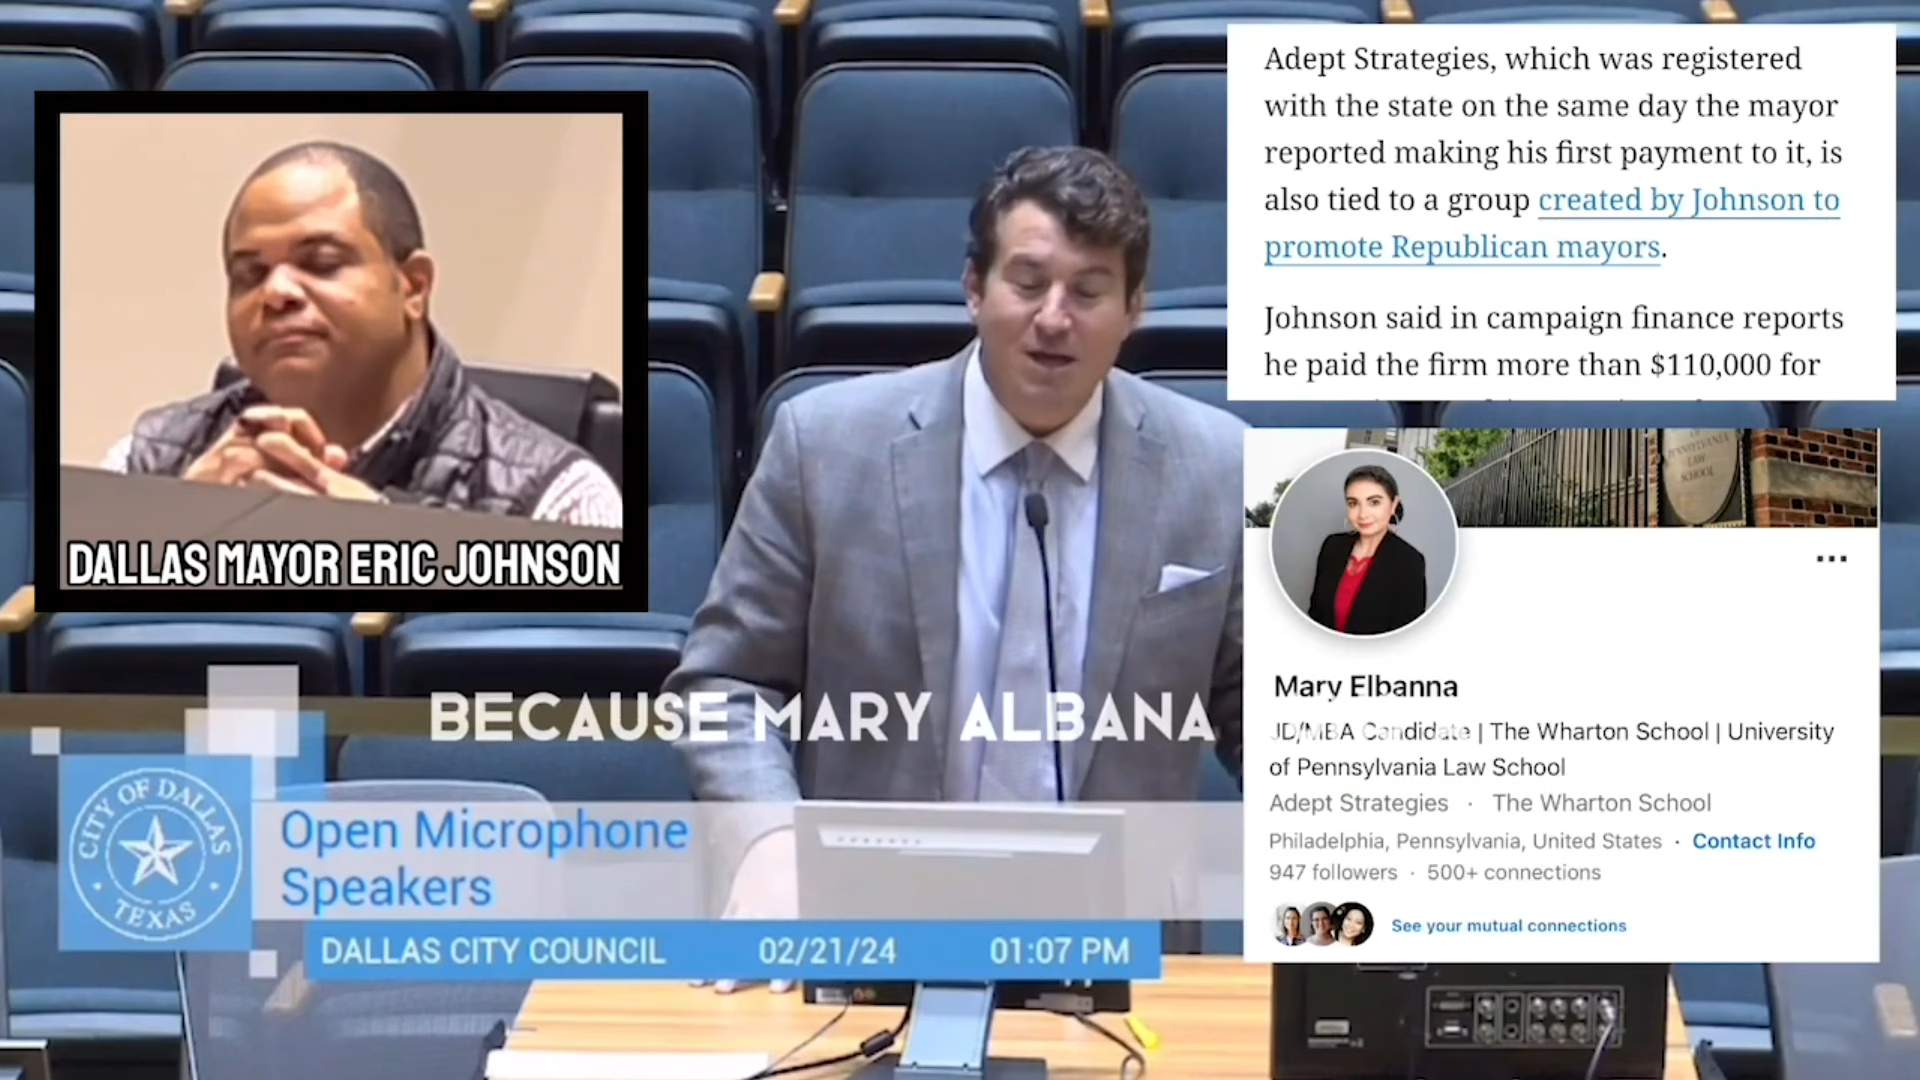 Adept Strategies, which was registered
with the state on the same day the mayor
reported making his first payment to it, is
also tied to a group created by Johnson to
promote Republican mayors.
Johnson said in campaign finance reports
he paid the firm more than $110,000 for
DALLAS MAYOR ERIC JOHNSON
PENNSYLVANIA
LAW
SCHOOL
...
Mary Elbanna
JD/MBA Candidate | The Wharton School | University
of Pennsylvania Law School
Adept Strategies · The Wharton School
Philadelphia, Pennsylvania, United States · Contact Info
947 followers · 500+ connections
See your mutual connections
BECAUSE MARY ALBANA
CITY OF DALLAS
TEXAS
Open Microphone
Speakers
DALLAS CITY COUNCIL 02/21/24 01:07 PM